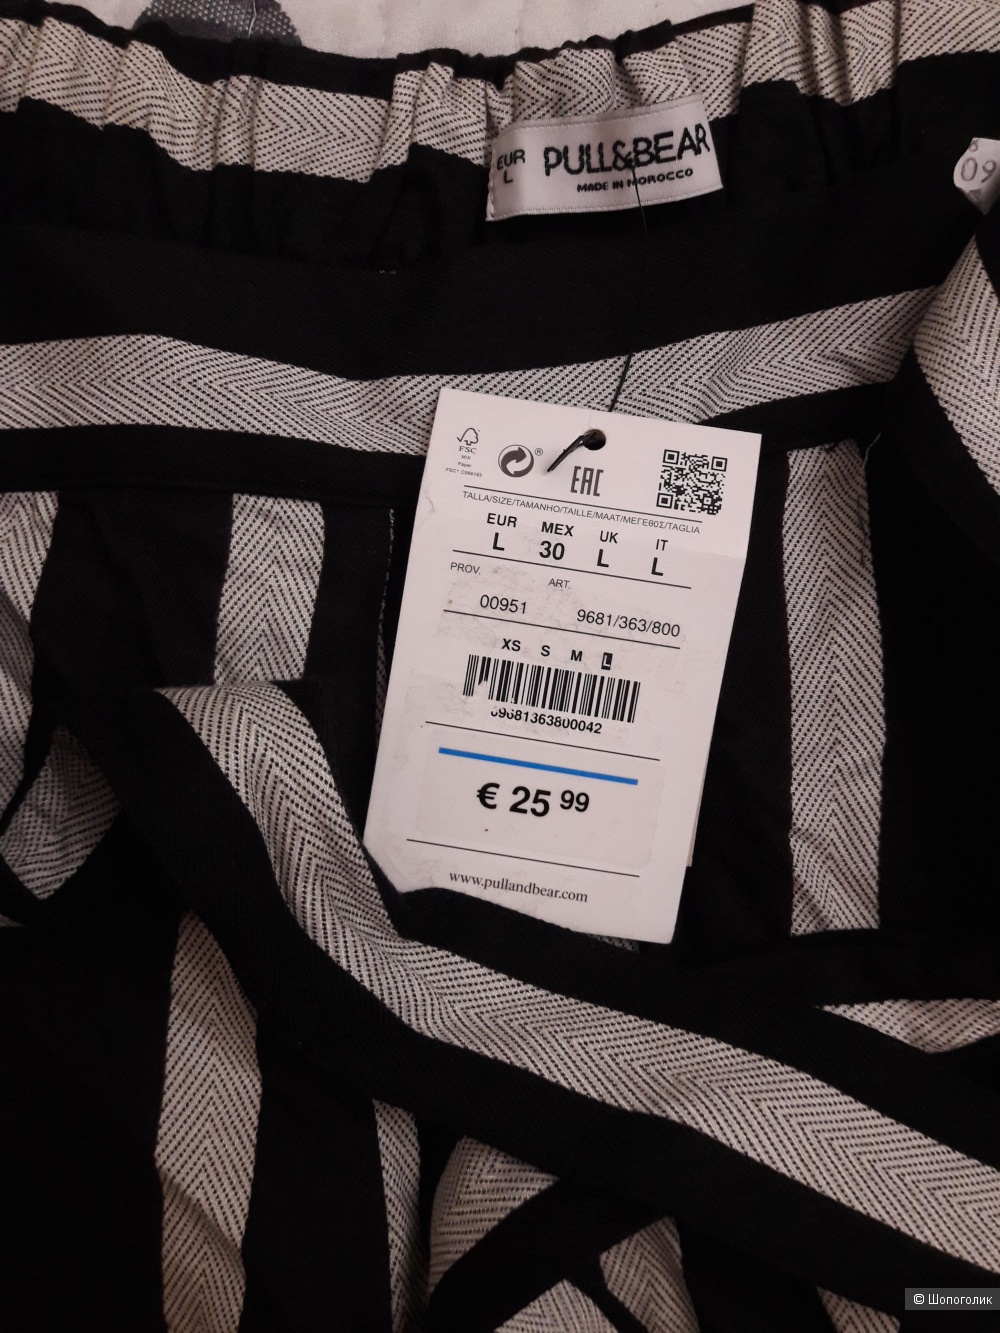 EUR
L
PULL&BEAR
MADE IN MOROCCO
09
FSC
MIX
Paper
®
EAC
TALLA/SIZE/TAMANHO/TAILLE/MAAT/ΜΕΓΕΘΟΣ/TAGLIA
EUR MEX UK IT
L 30 L L
PROV. ART.
00951 9681/363/800
XS S M L
09681363800042
€ 25 99
www.pullandbear.com
© Шопоголик